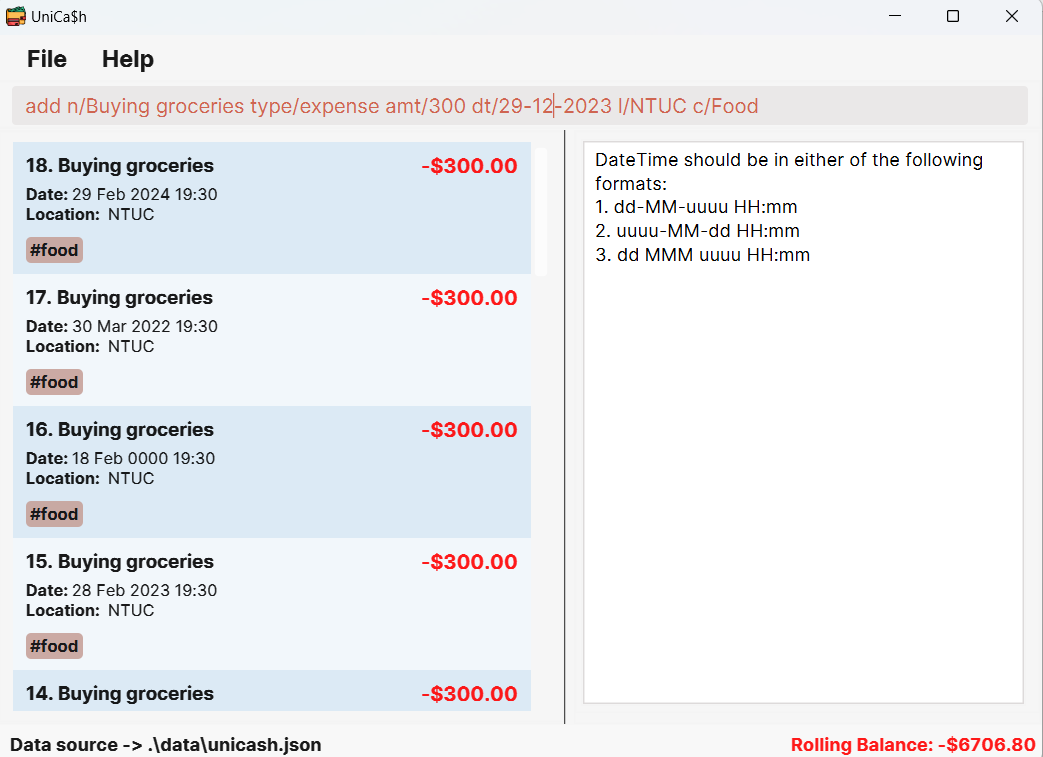 UniCa$h
File Help
add n/Buying groceries type/expense amt/300 dt/29-12-2023 l/NTUC c/Food
18. Buying groceries -$300.00
Date: 29 Feb 2024 19:30
Location: NTUC
#food
17. Buying groceries -$300.00
Date: 30 Mar 2022 19:30
Location: NTUC
#food
16. Buying groceries -$300.00
Date: 18 Feb 0000 19:30
Location: NTUC
#food
15. Buying groceries -$300.00
Date: 28 Feb 2023 19:30
Location: NTUC
#food
14. Buying groceries -$300.00
DateTime should be in either of the following
formats:
1. dd-MM-uuuu HH:mm
2. uuuu-MM-dd HH:mm
3. dd MMM uuuu HH:mm
Data source -> .\data\unicash.json
Rolling Balance: -$6706.80